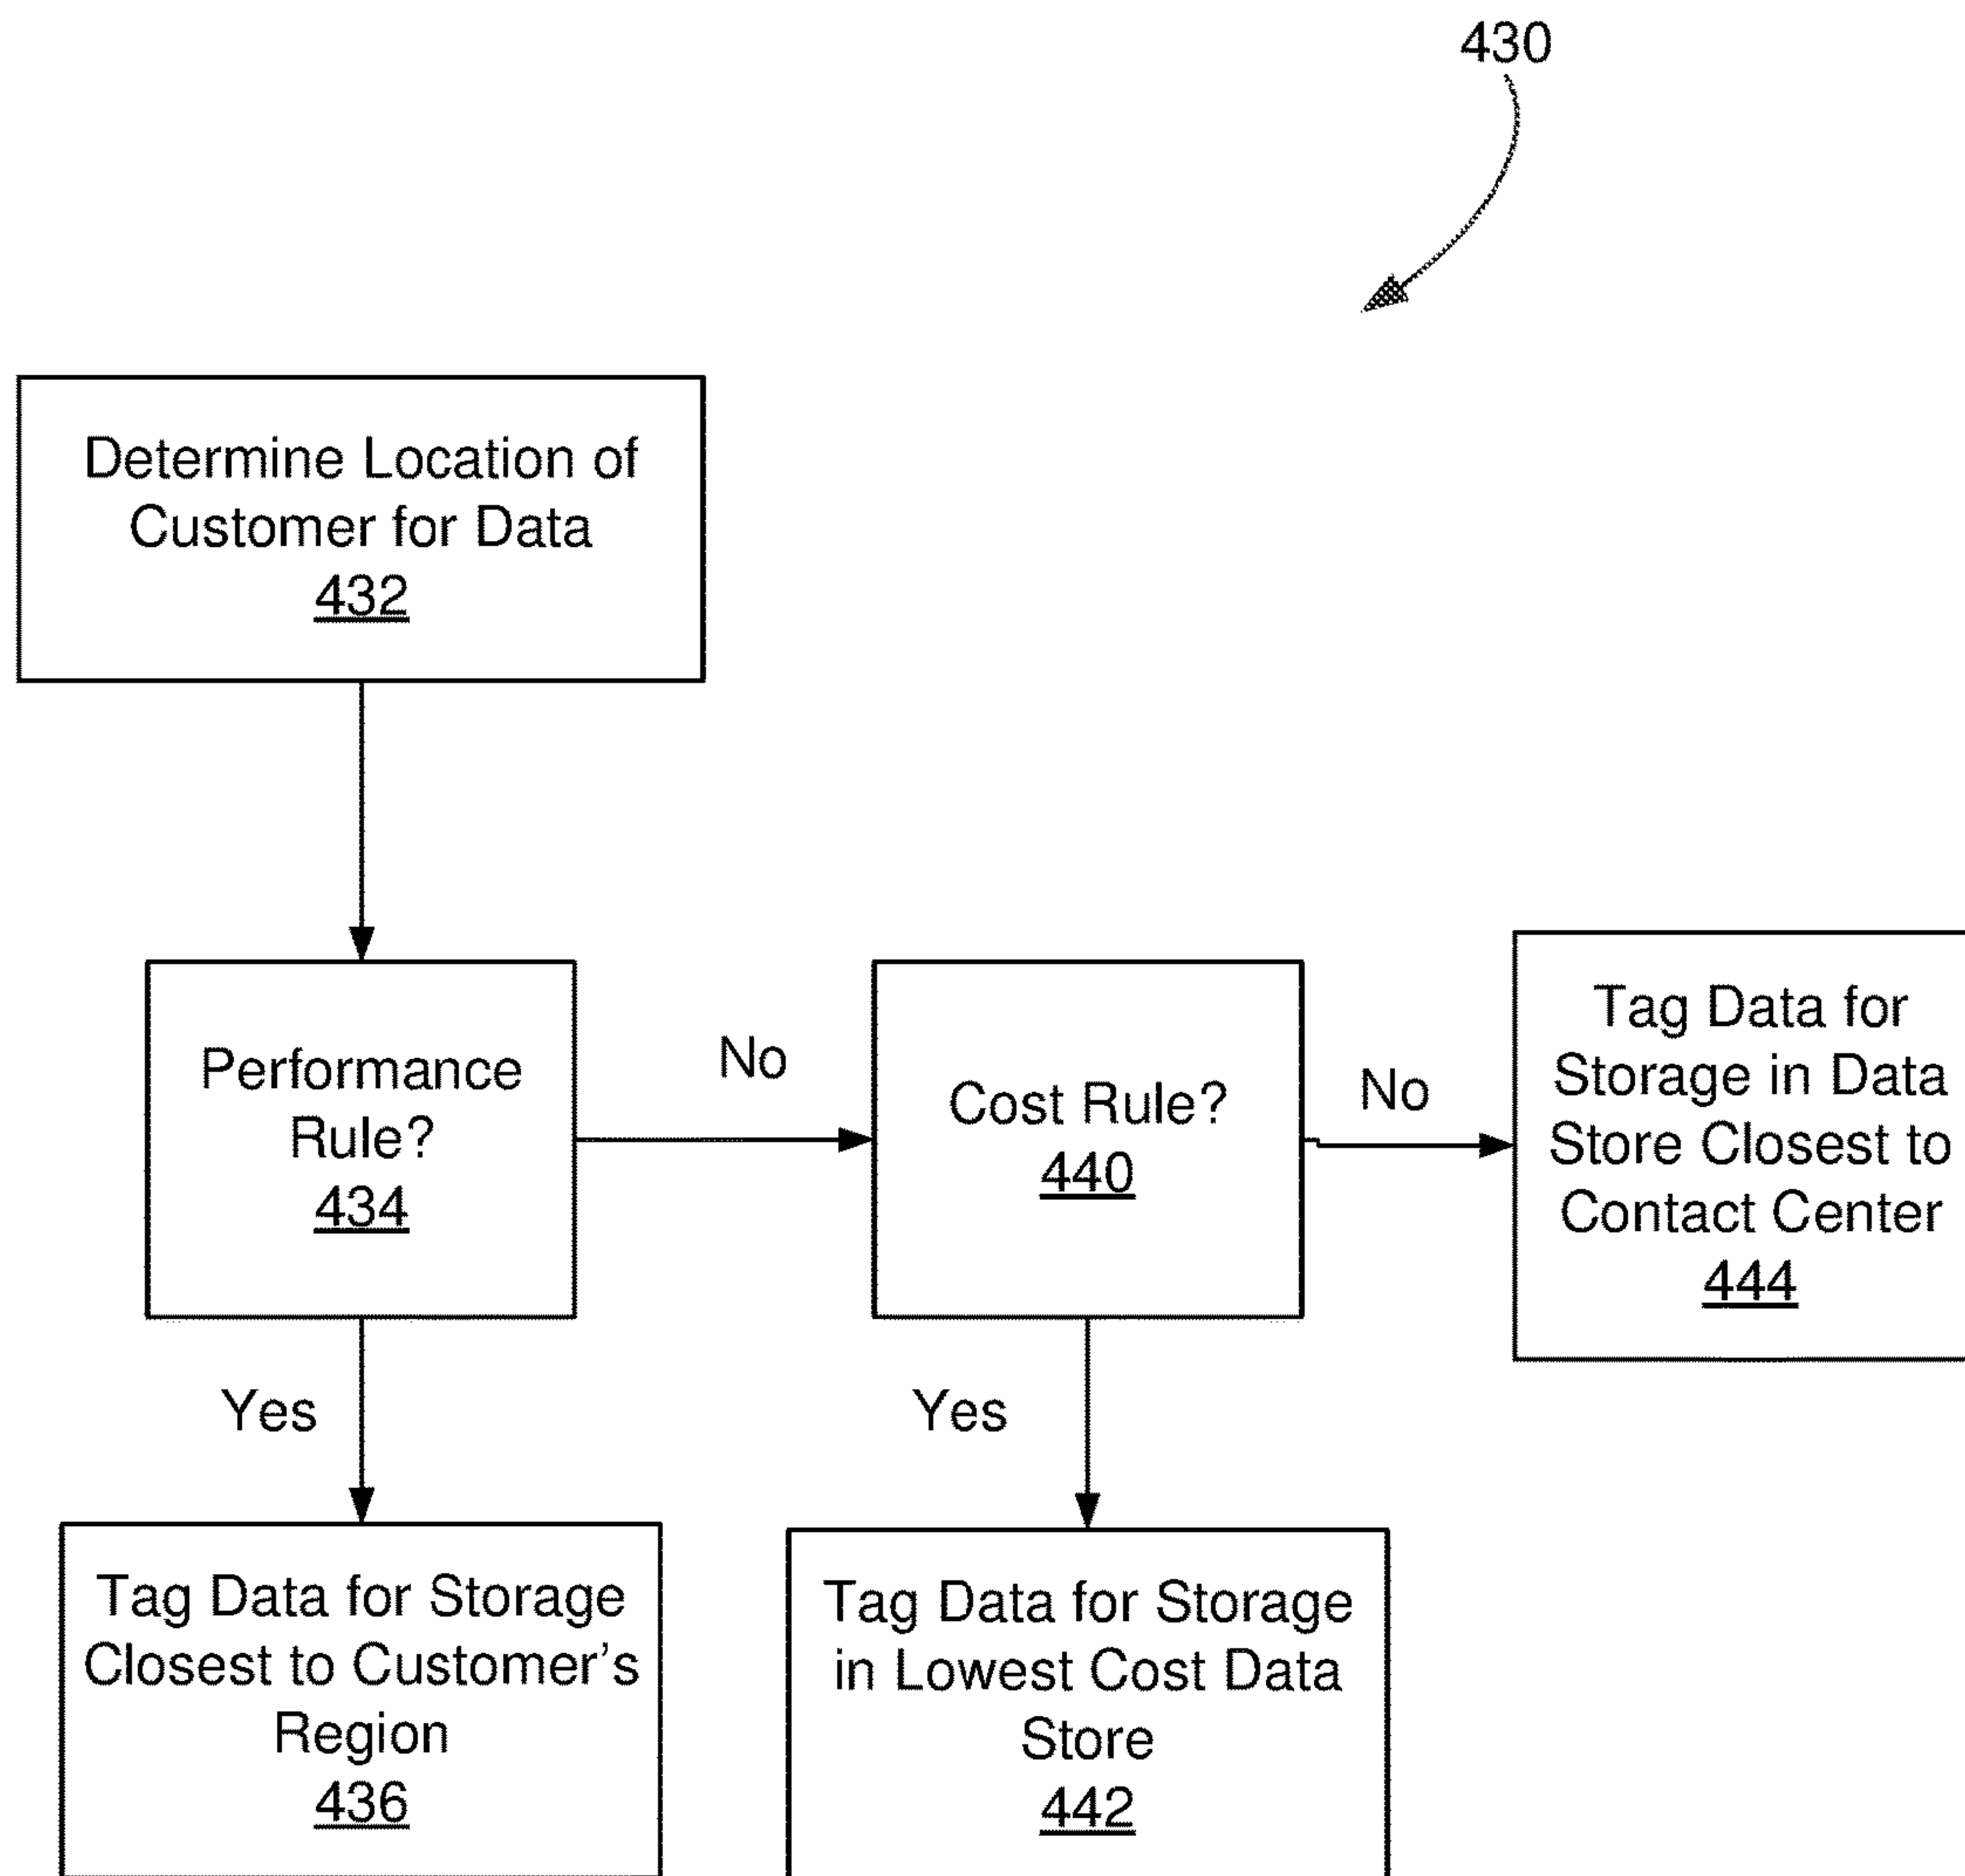 430
Determine Location of
Customer for Data
432
Performance
Rule?
434
No
Cost Rule?
440
No
Tag Data for
Storage in Data
Store Closest to
Contact Center
444
Yes
Yes
Tag Data for Storage
Closest to Customer's
Region
436
Tag Data for Storage
in Lowest Cost Data
Store
442